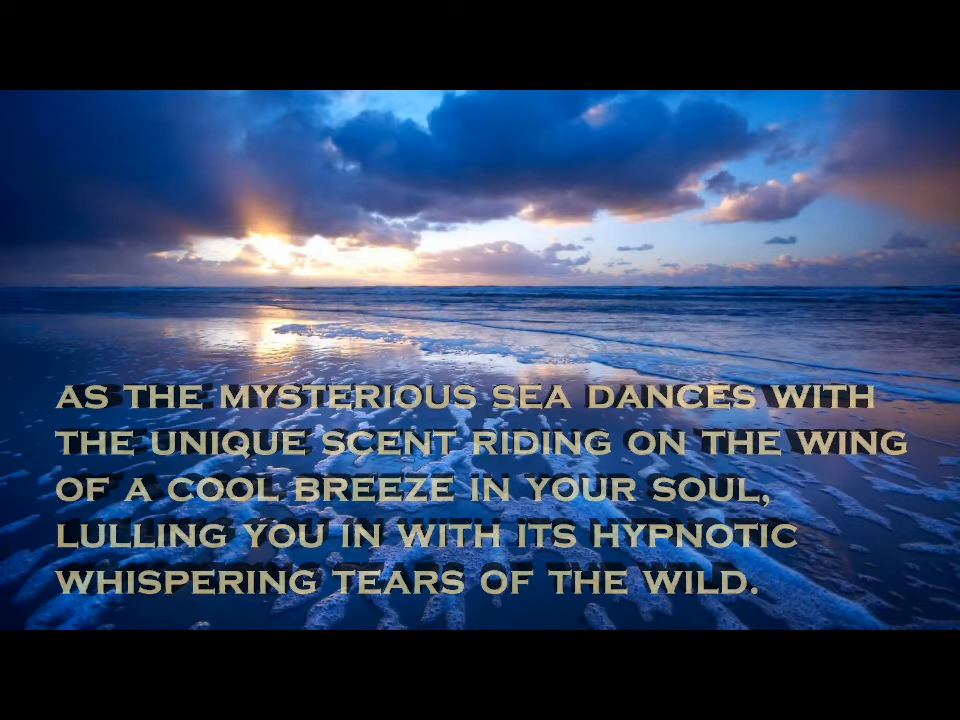 AS THE MYSTERIOUS SEA DANCES WITH
THE UNIQUE SCENT RIDING ON THE WING
OF A COOL BREEZE IN YOUR SOUL,
LULLING YOU IN WITH ITS HYPNOTIC
WHISPERING TEARS OF THE WILD.